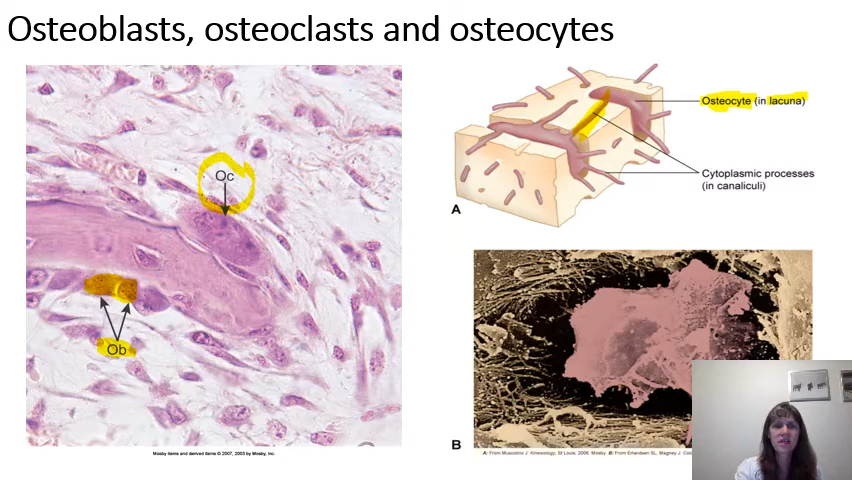 Osteoblasts, osteoclasts and osteocytes
Oc
Ob
Mosby items and derived items © 2007, 2003 by Mosby, Inc.
Osteocyte (in lacuna)
Cytoplasmic processes
(in canaliculi)
A
B
A: From Muscolino J: Kinesiology, St Louis, 2006, Mosby. B: From Erlandsen SL, Magney J: Col